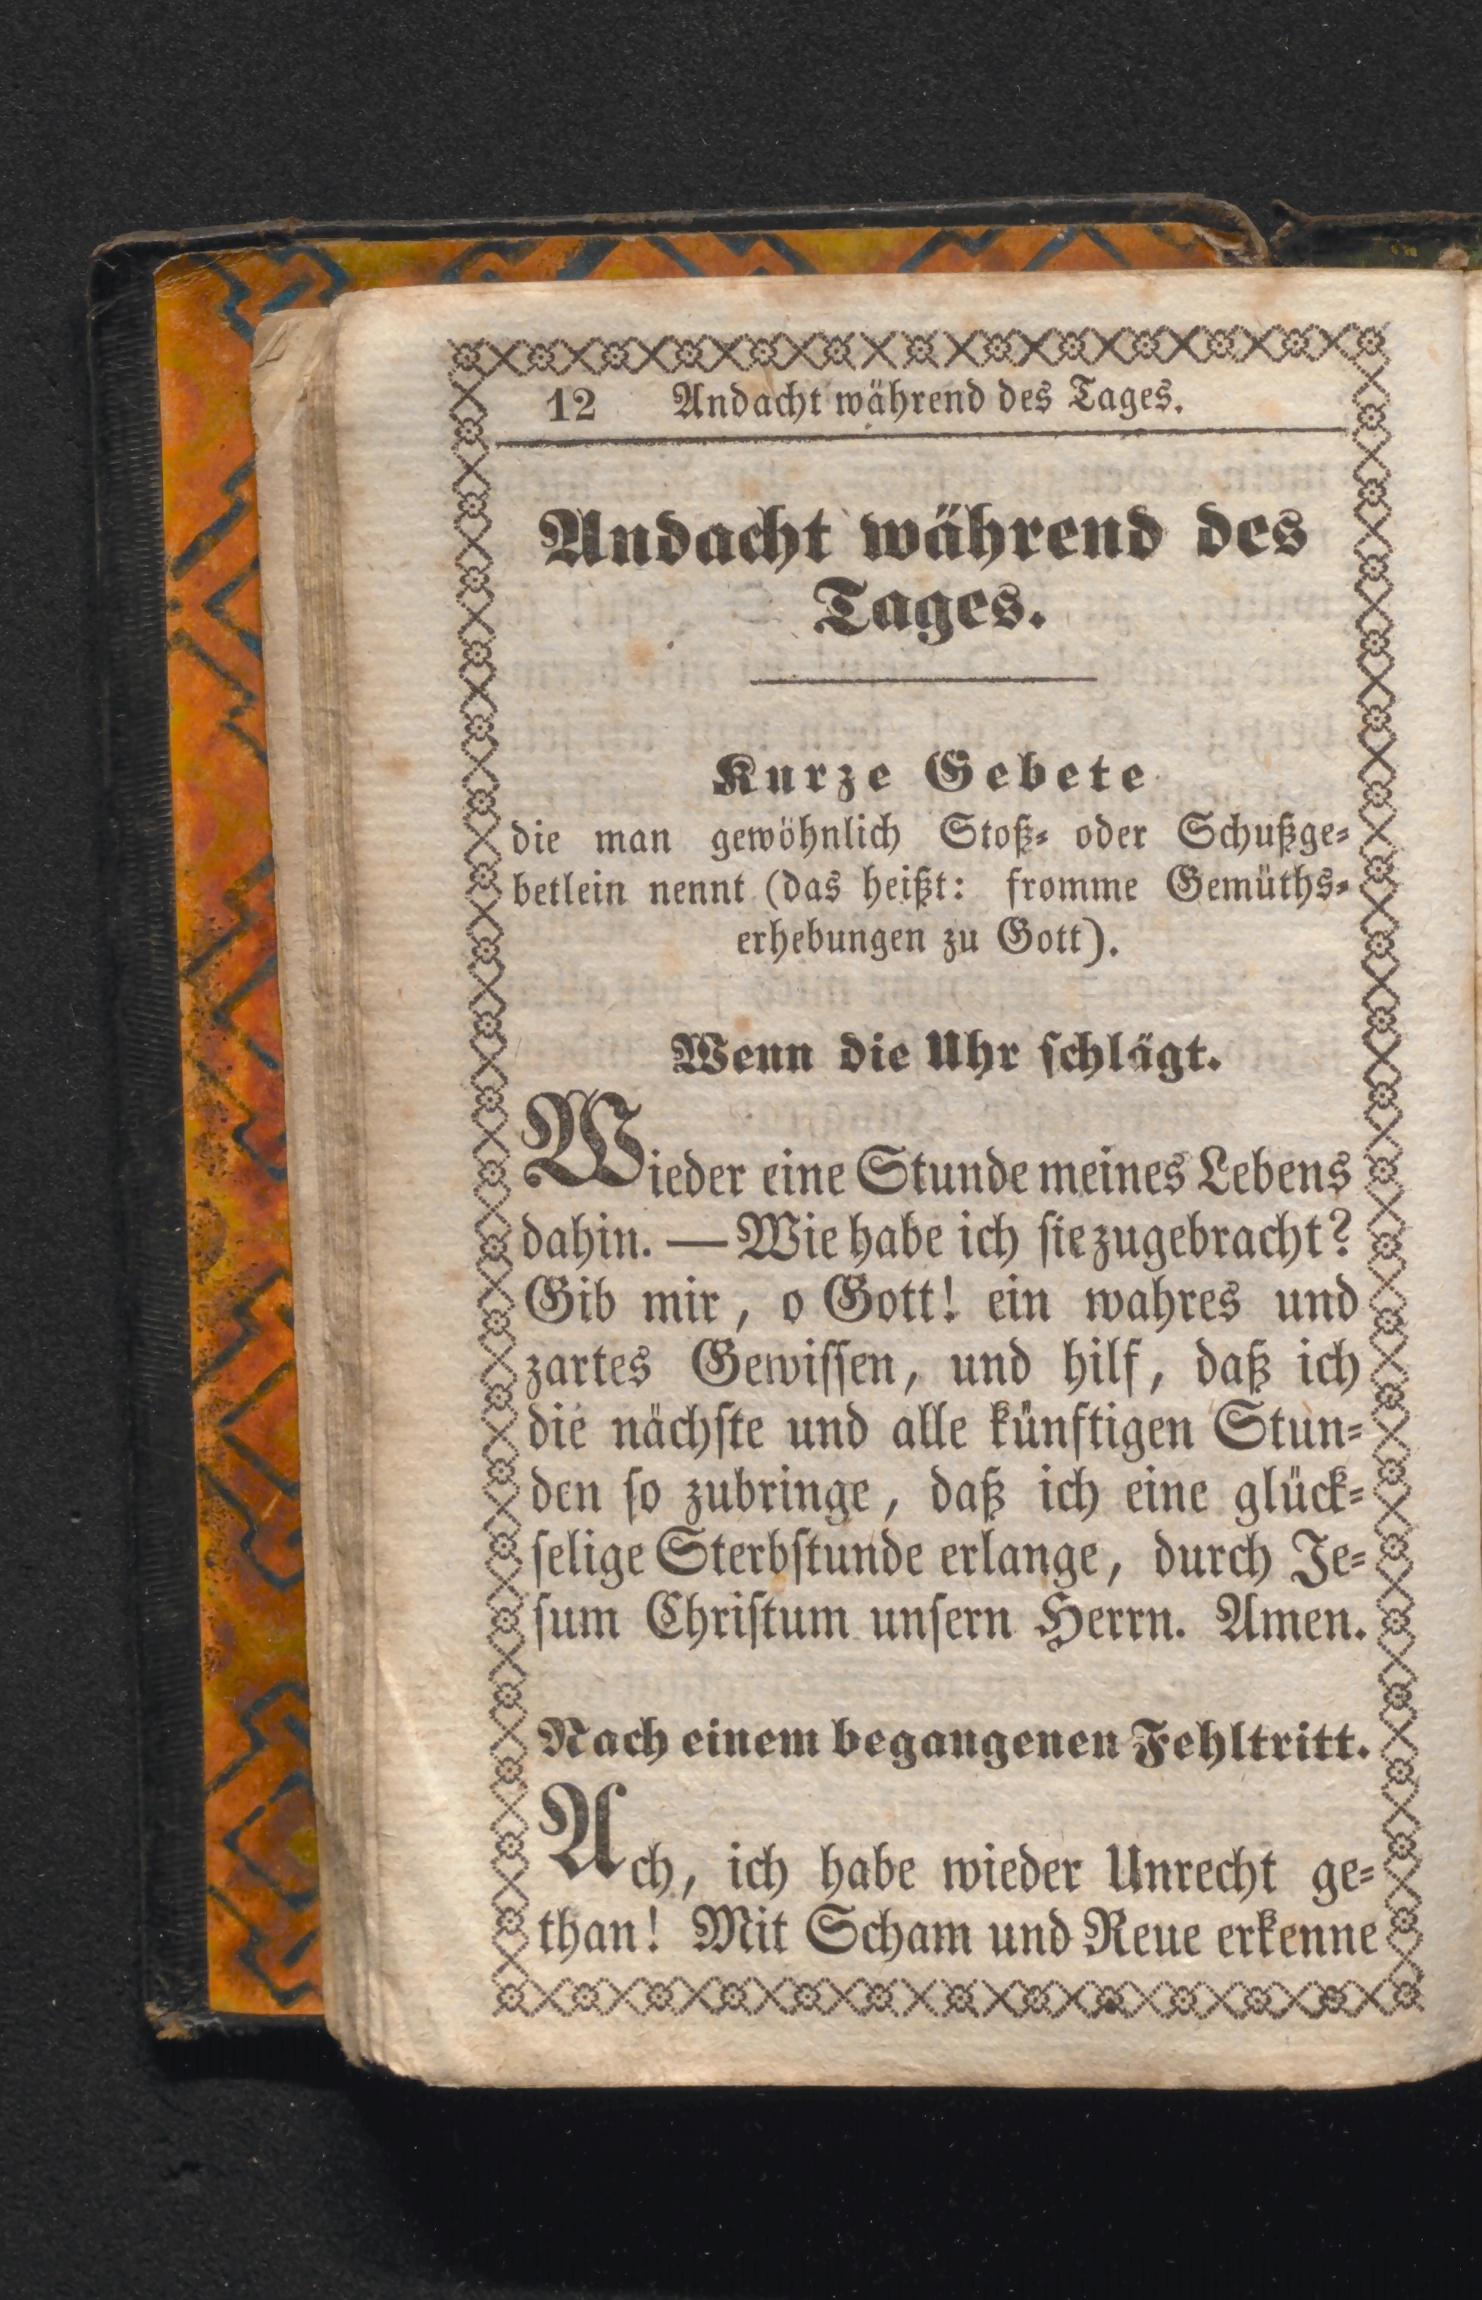 12 Andacht während des Tages.
Andacht während des
Tages.
Kurze Gebete
die man gewöhnlich Stoß- oder Schußge-
betlein nennt (das heißt: fromme Gemüths-
erhebungen zu Gott).
Wenn die Uhr schlägt.
Wieder eine Stunde meines Lebens
dahin. — Wie habe ich sie zugebracht?
Gib mir, o Gott! ein wahres und
zartes Gewissen, und hilf, daß ich
die nächste und alle künftigen Stun-
den so zubringe, daß ich eine glück-
selige Sterbstunde erlange, durch Je-
sum Christum unsern Herrn. Amen.
Nach einem begangenen Fehltritt.
Ach, ich habe wieder Unrecht ge-
than! Mit Scham und Reue erkenne